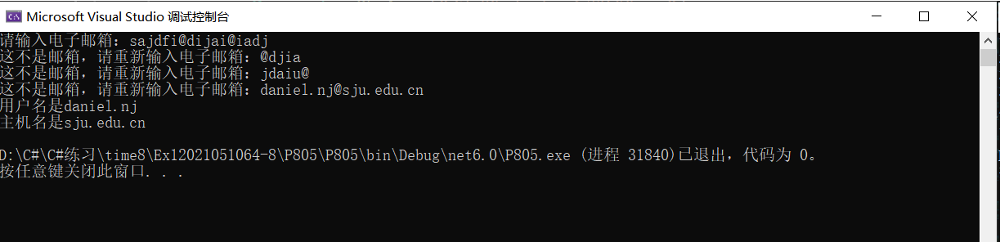 Microsoft Visual Studio 调试控制台
请输入电子邮箱：sajdfi@dijai@iadj
这不是邮箱，请重新输入电子邮箱：@djia
这不是邮箱，请重新输入电子邮箱：jdaiu@
这不是邮箱，请重新输入电子邮箱：daniel.nj@sju.edu.cn
用户名是daniel.nj
主机名是sju.edu.cn
D:\C#\C#练习\time8\Ex12021051064-8\P805\P805\bin\Debug\net6.0\P805.exe (进程 31840)已退出，代码为 0。
按任意键关闭此窗口. . .